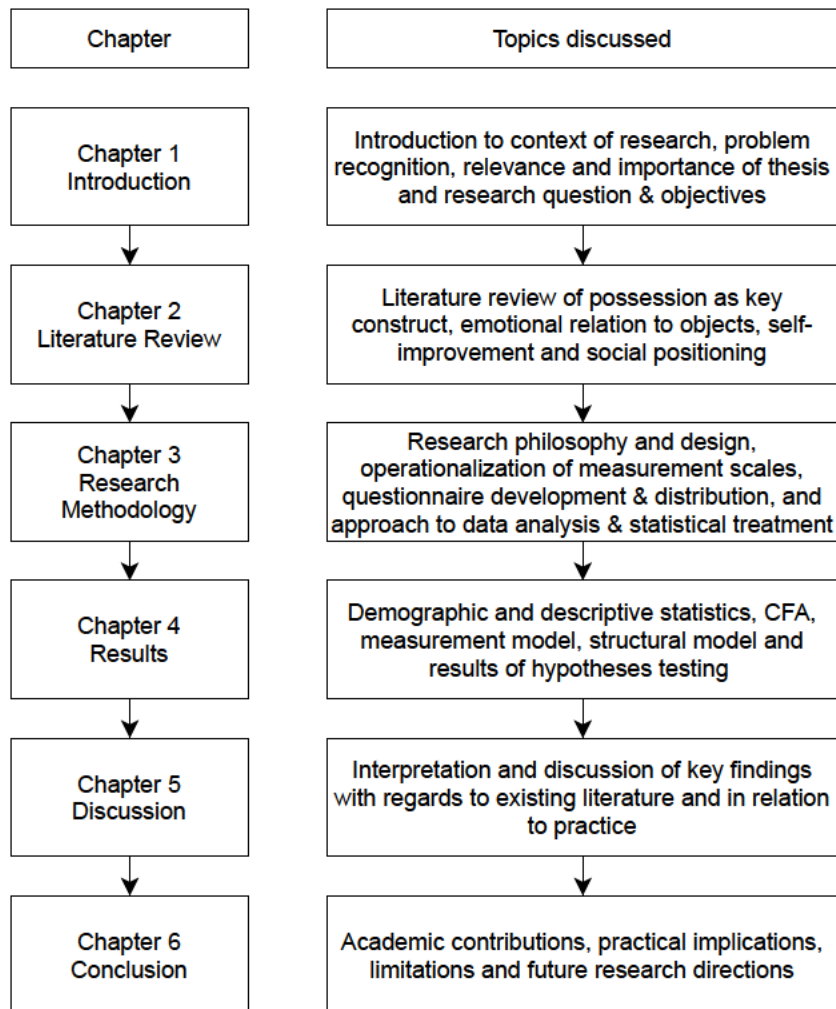 Chapter
Topics discussed
Chapter 1
Introduction
Introduction to context of research, problem
recognition, relevance and importance of thesis
and research question & objectives
Chapter 2
Literature Review
Literature review of possession as key
construct, emotional relation to objects, self-
improvement and social positioning
Chapter 3
Research
Methodology
Research philosophy and design,
operationalization of measurement scales,
questionnaire development & distribution, and
approach to data analysis & statistical treatment
Chapter 4
Results
Demographic and descriptive statistics, CFA,
measurement model, structural model and
results of hypotheses testing
Chapter 5
Discussion
Interpretation and discussion of key findings
with regards to existing literature and in relation
to practice
Chapter 6
Conclusion
Academic contributions, practical implications,
limitations and future research directions